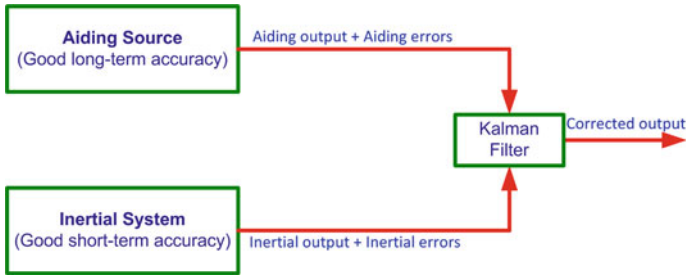 Aiding Source
(Good long-term accuracy)
Aiding output + Aiding errors
Kalman
Filter
Corrected output
Inertial System
(Good short-term accuracy)
Inertial output + Inertial errors